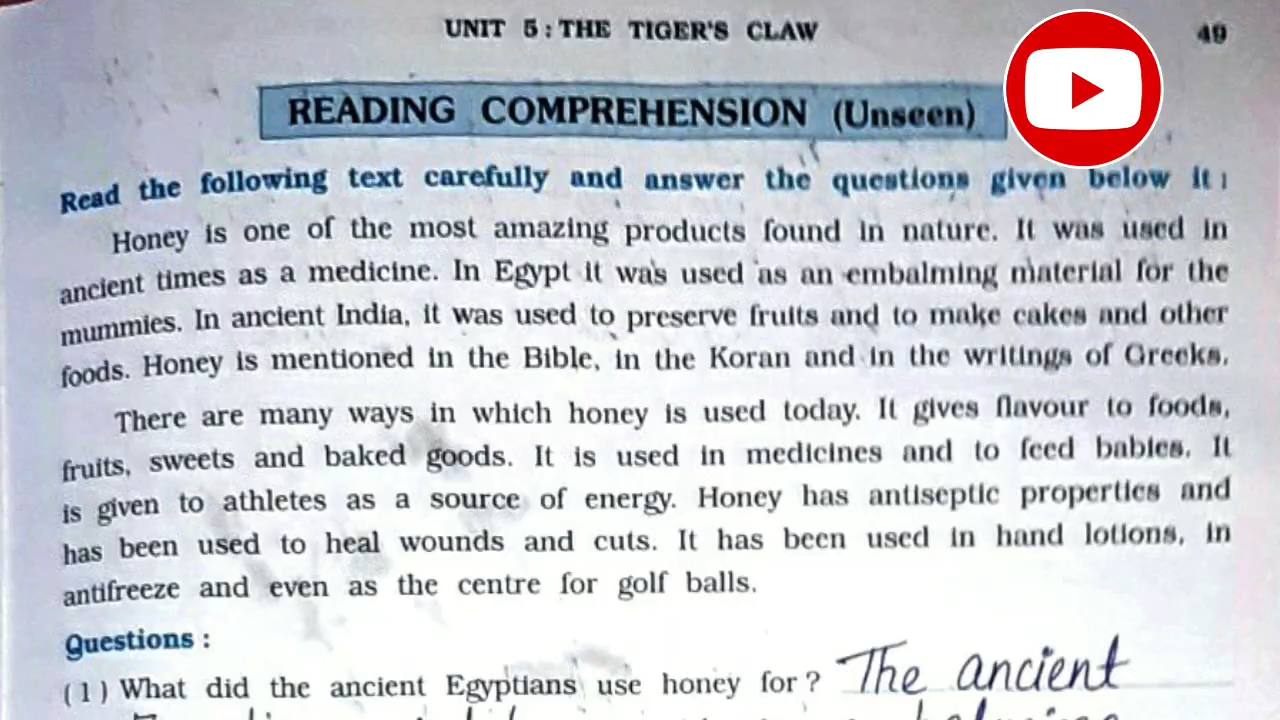 UNIT 5 : THE TIGER'S CLAW 49
READING COMPREHENSION (Unseen)
Read the following text carefully and answer the questions given below it :
Honey is one of the most amazing products found in nature. It was used in
ancient times as a medicine. In Egypt it was used as an embalming material for the
mummies. In ancient India, it was used to preserve fruits and to make cakes and other
foods. Honey is mentioned in the Bible, in the Koran and in the writings of Greeks.
There are many ways in which honey is used today. It gives flavour to foods,
fruits, sweets and baked goods. It is used in medicines and to feed babies. It
is given to athletes as a source of energy. Honey has antiseptic properties and
has been used to heal wounds and cuts. It has been used in hand lotions, in
antifreeze and even as the centre for golf balls.
Questions :
(1) What did the ancient Egyptians use honey for? The ancient